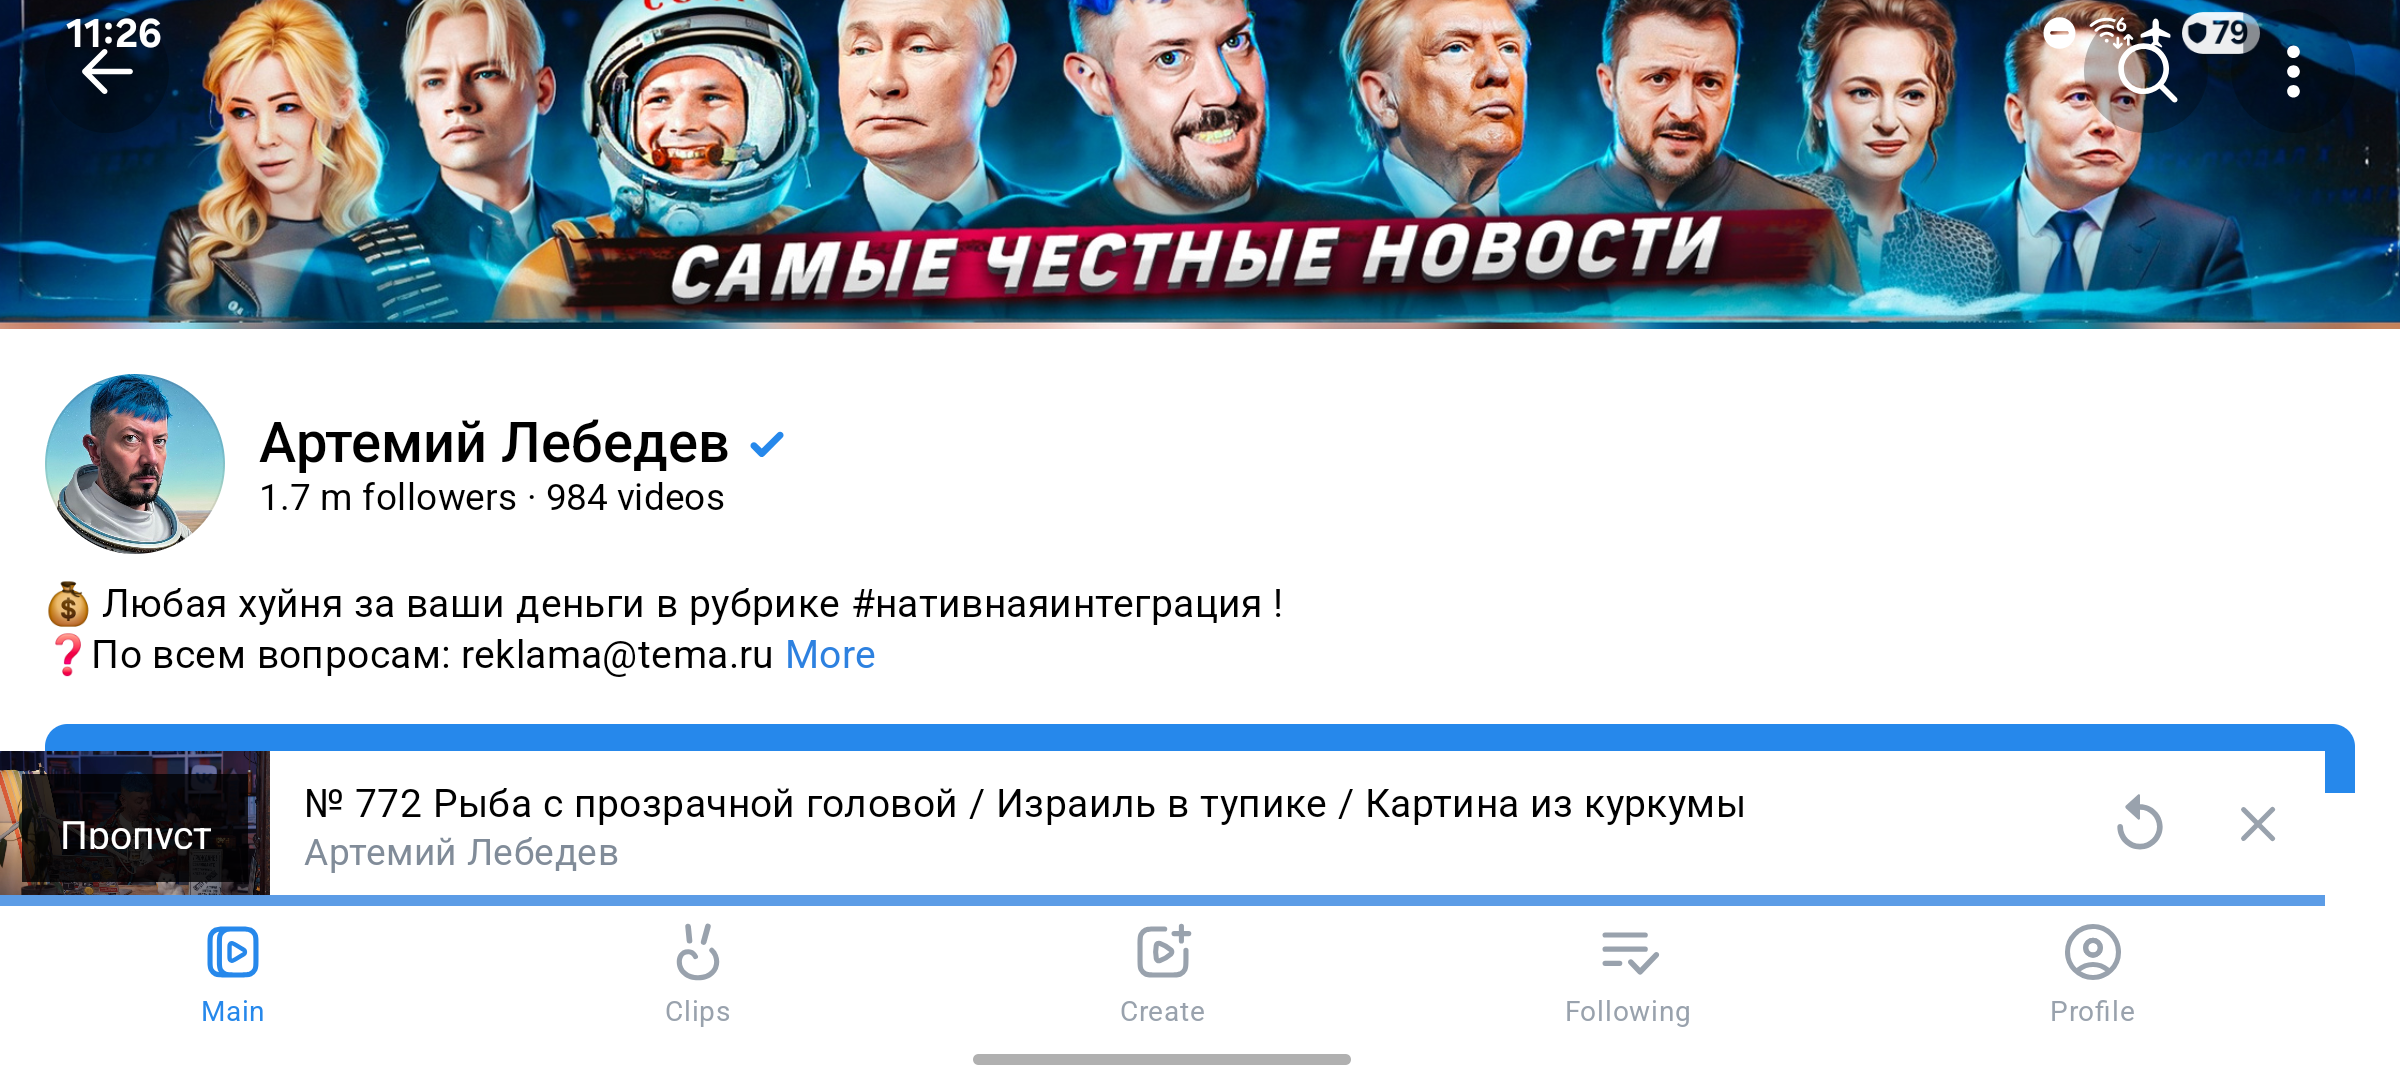 11:26
6
79
САМЫЕ ЧЕСТНЫЕ НОВОСТИ
Артемий Лебедев
1.7 m followers · 984 videos
💰 Любая хуйня за ваши деньги в рубрике #нативнаяинтеграция !
❓По всем вопросам: reklama@tema.ru More
Пропуст
№ 772 Рыба с прозрачной головой / Израиль в тупике / Картина из куркумы
Артемий Лебедев
Main
Clips
Create
Following
Profile